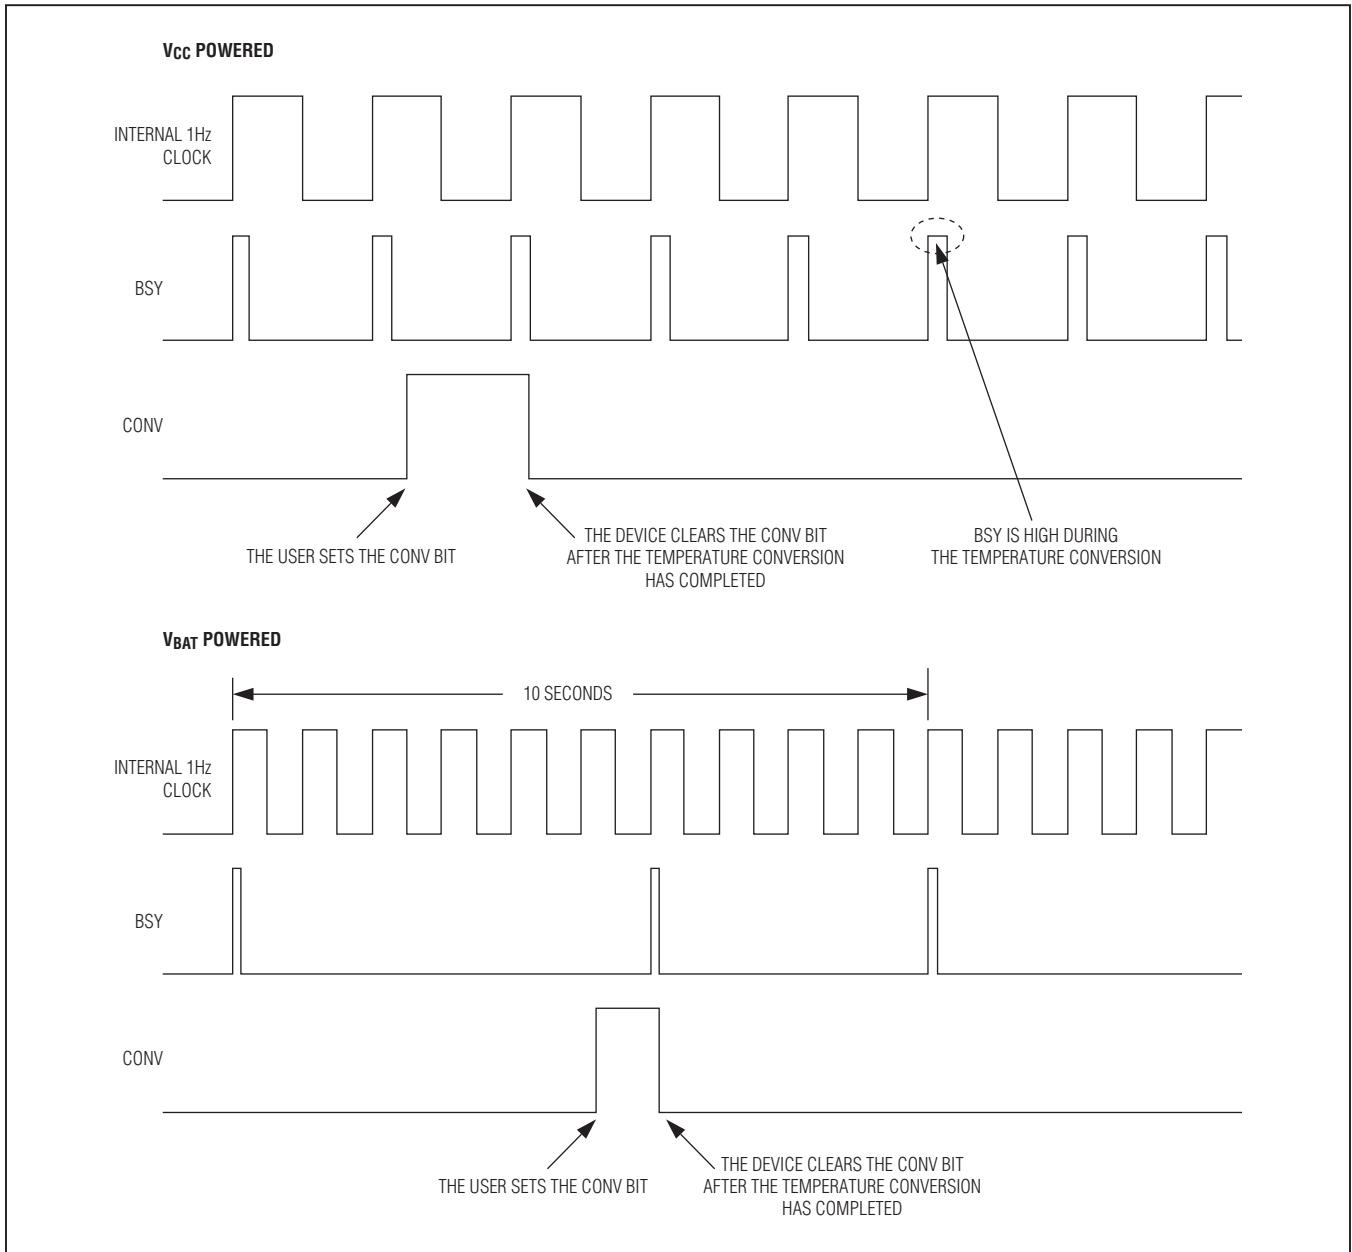 VCC POWERED
INTERNAL 1Hz
CLOCK
BSY
CONV
THE USER SETS THE CONV BIT
THE DEVICE CLEARS THE CONV BIT
AFTER THE TEMPERATURE CONVERSION
HAS COMPLETED
BSY IS HIGH DURING
THE TEMPERATURE CONVERSION
VBAT POWERED
10 SECONDS
INTERNAL 1Hz
CLOCK
BSY
CONV
THE USER SETS THE CONV BIT
THE DEVICE CLEARS THE CONV BIT
AFTER THE TEMPERATURE CONVERSION
HAS COMPLETED